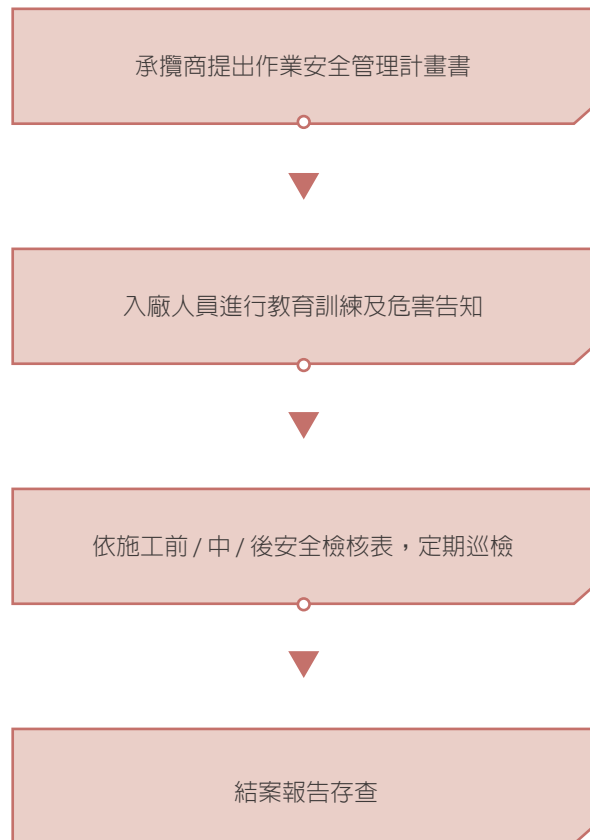 承攬商提出作業安全管理計畫書
入廠人員進行教育訓練及危害告知
依施工前/中/後安全檢核表，定期巡檢
結案報告存查